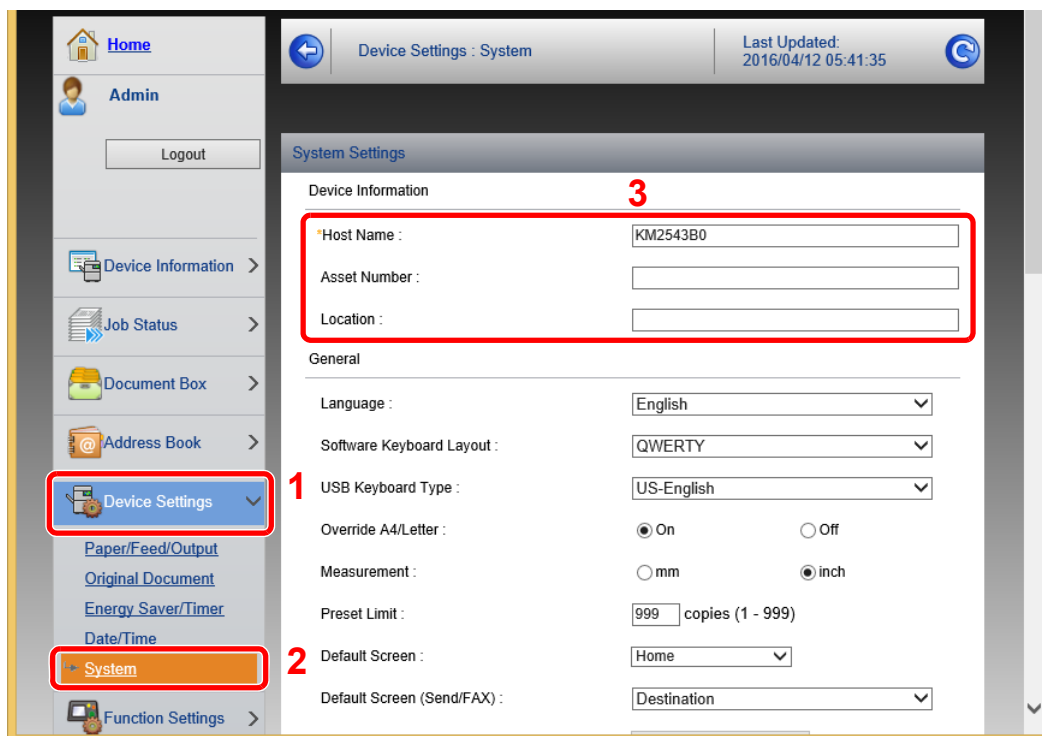 Home
Admin
Logout
Device Information
Job Status
Document Box
Address Book
Device Settings
1
Paper/Feed/Output
Original Document
Energy Saver/Timer
Date/Time
System
2
Function Settings
Device Settings : System
Last Updated:
2016/04/12 05:41:35
System Settings
Device Information
3
*Host Name : KM2543B0
Asset Number :
Location :
General
Language : English
Software Keyboard Layout : QWERTY
USB Keyboard Type : US-English
Override A4/Letter : On Off
Measurement : mm inch
Preset Limit : 999 copies (1 - 999)
Default Screen : Home
Default Screen (Send/FAX) : Destination